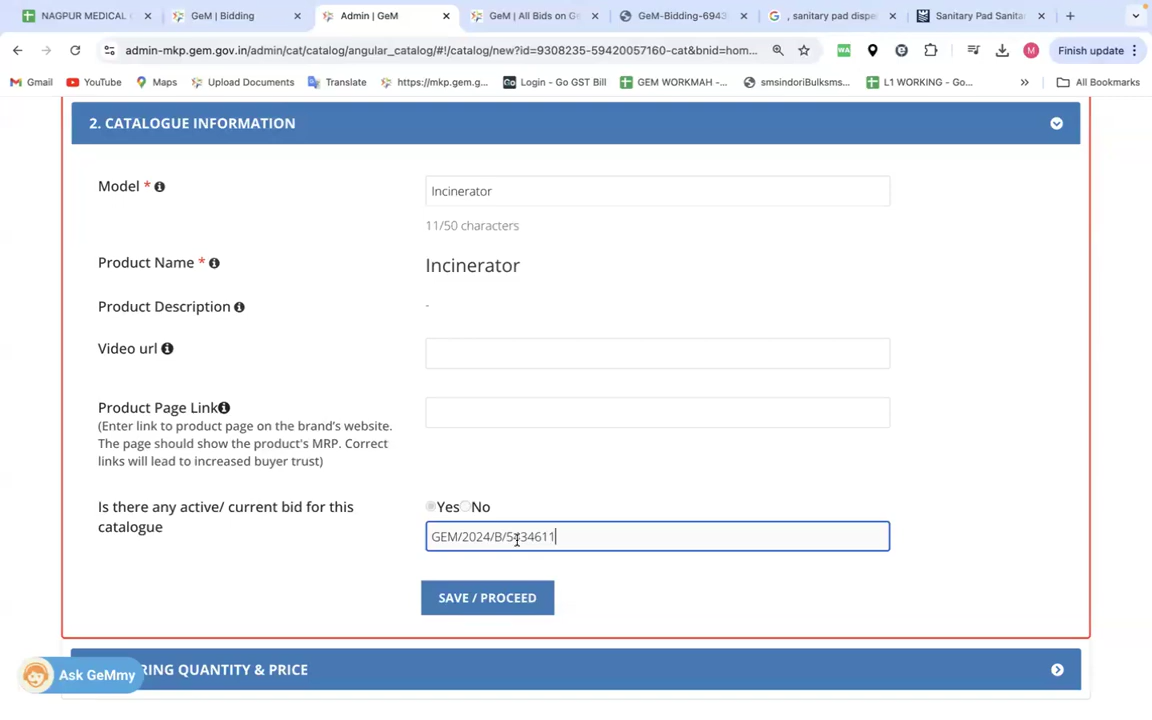 NAGPUR MEDICAL
GeM | Bidding
Admin | GeM
GeM | All Bids on G
GeM-Bidding-6943
, sanitary pad dispe
Sanitary Pad Sanita
admin-mkp.gem.gov.in/admin/cat/catalog/angular_catalog/#!/catalog/new?id=9308235-59420057160-cat&bnid=hom...
WA
M
Finish update
Gmail
YouTube
Maps
Upload Documents
Translate
https://mkp.gem.g...
Go
Login - Go GST Bill
GEM WORKMAH -...
smsindoriBulksms...
L1 WORKING - Go...
»
All Bookmarks
2. CATALOGUE INFORMATION
Model *
Incinerator
11/50 characters
Product Name *
Incinerator
Product Description
-
Video url
Product Page Link
(Enter link to product page on the brand's website.
The page should show the product's MRP. Correct
links will lead to increased buyer trust)
Is there any active/ current bid for this
catalogue
Yes No
SAVE / PROCEED
RING QUANTITY & PRICE
Ask GeMmy